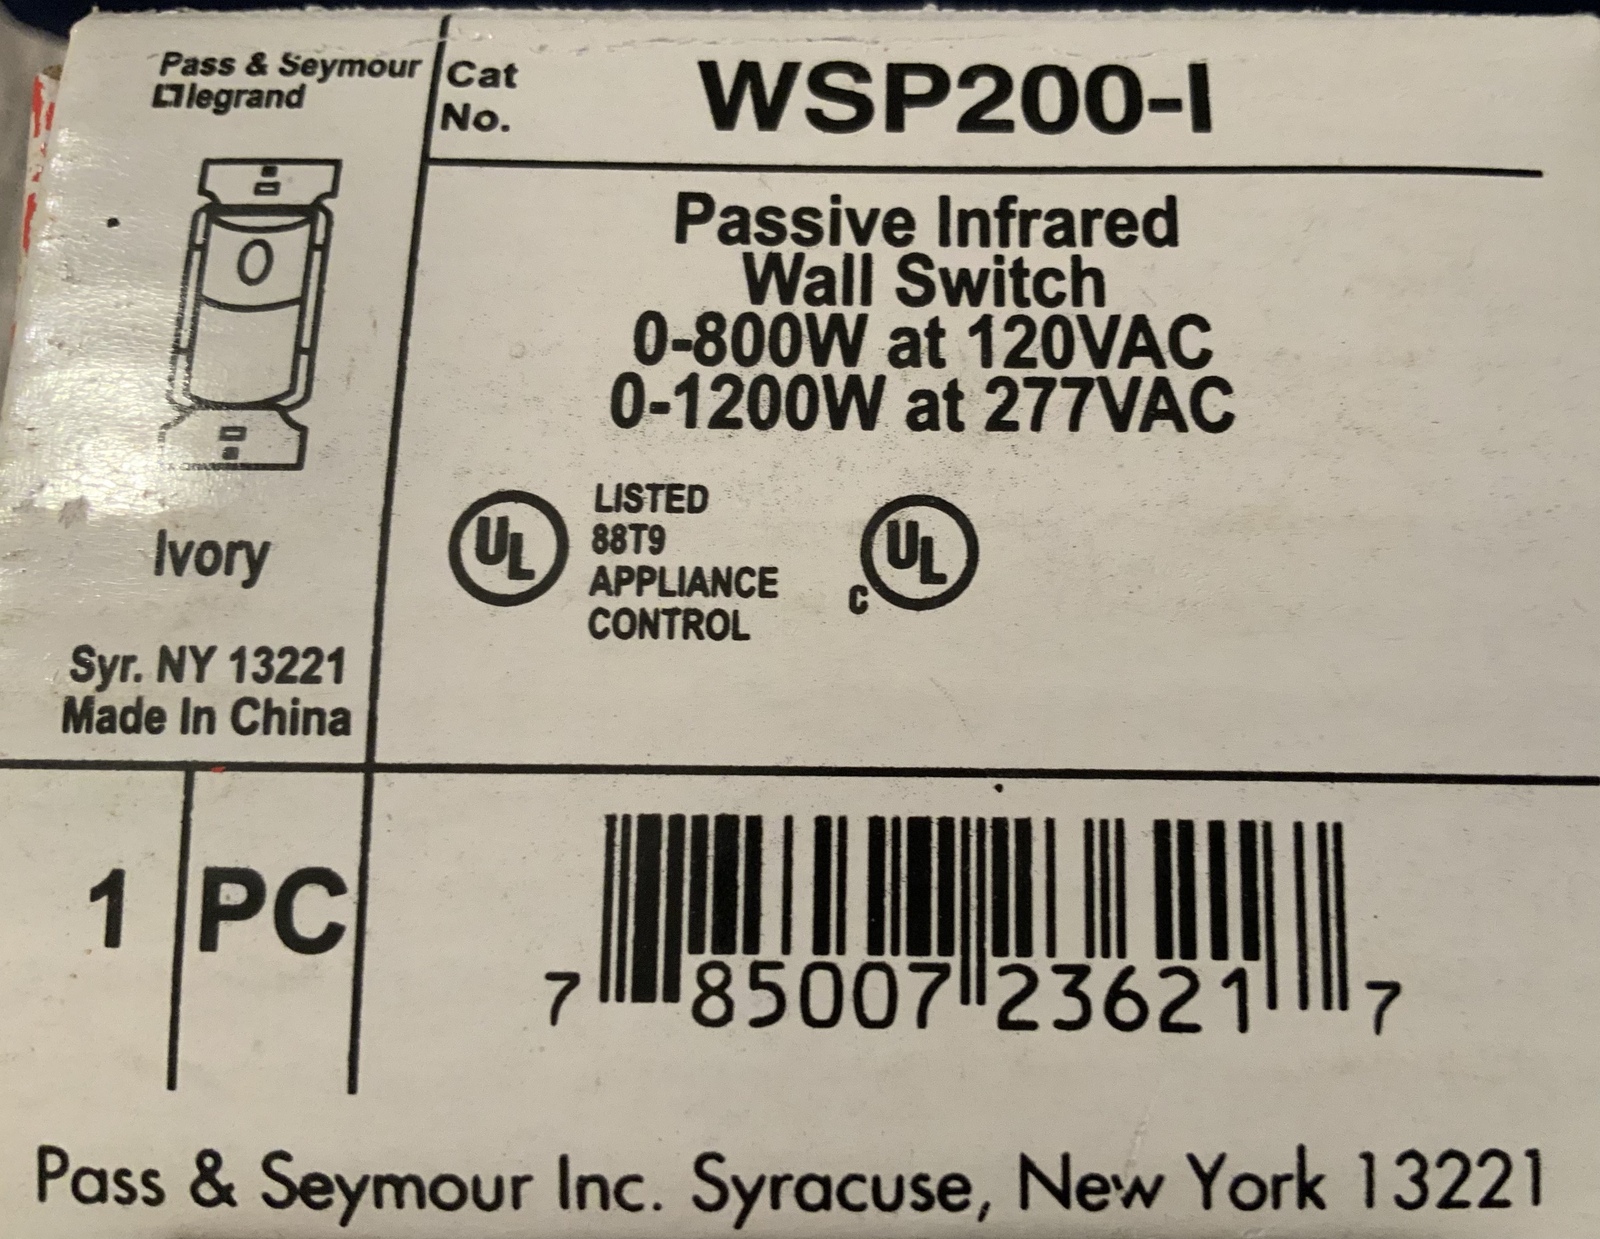 Pass & Seymour
legrand
Cat
No.
WSP200-I
Passive Infrared
Wall Switch
0-800W at 120VAC
0-1200W at 277VAC
UL
LISTED
88T9
APPLIANCE
CONTROL
c
UL
Ivory
Syr. NY 13221
Made In China
1
PC
7 85007 23621 7
Pass & Seymour Inc. Syracuse, New York 13221